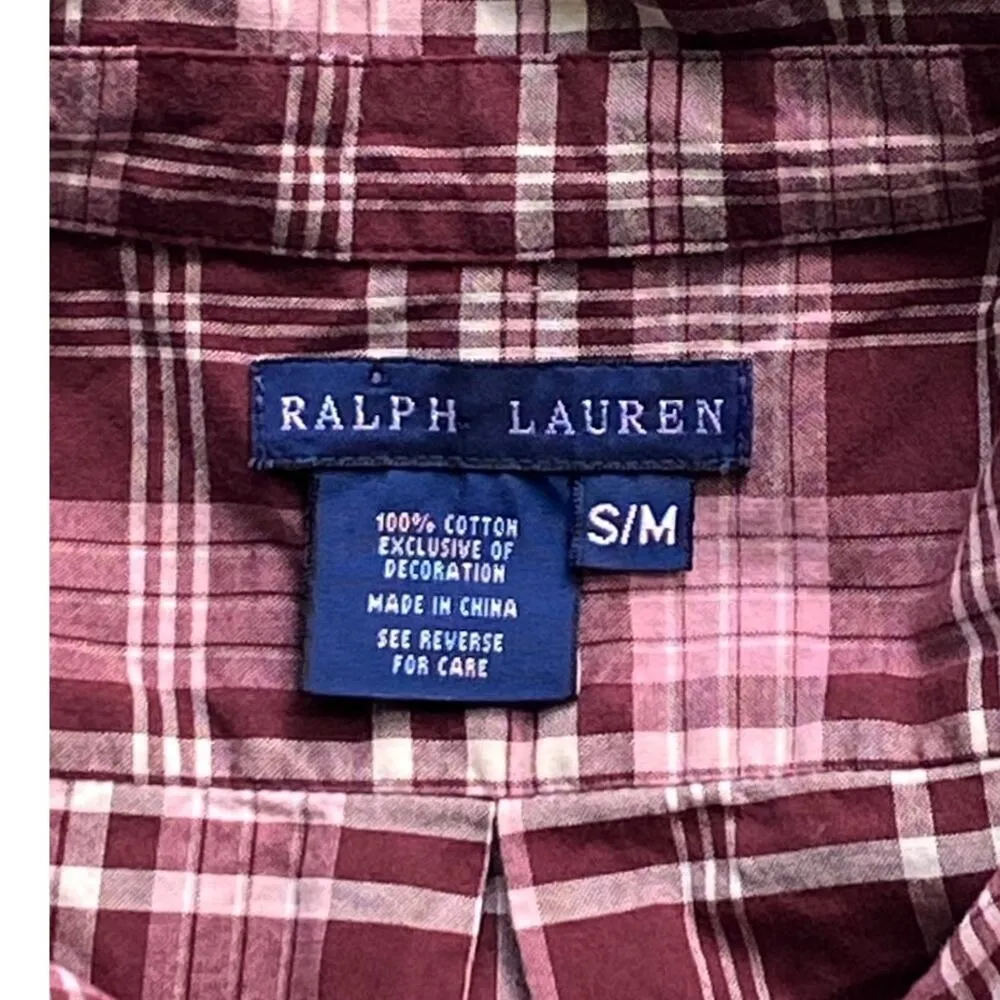 RALPH LAUREN
S/M
100% COTTON
EXCLUSIVE OF
DECORATION
MADE IN CHINA
SEE REVERSE
FOR CARE